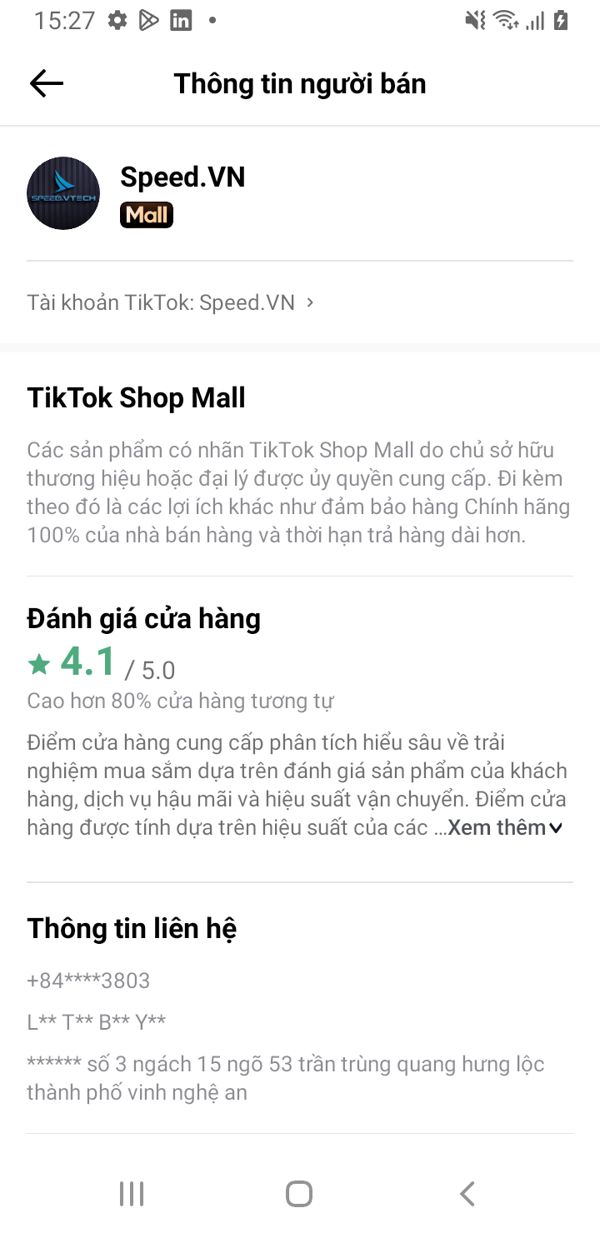 15:27
Thông tin người bán
Speed.VN
SPEED.VTECH
Mall
Tài khoản TikTok: Speed.VN >
TikTok Shop Mall
Các sản phẩm có nhãn TikTok Shop Mall do chủ sở hữu
thương hiệu hoặc đại lý được ủy quyền cung cấp. Đi kèm
theo đó là các lợi ích khác như đảm bảo hàng Chính hãng
100% của nhà bán hàng và thời hạn trả hàng dài hơn.
Đánh giá cửa hàng
4.1 / 5.0
Cao hơn 80% cửa hàng tương tự
Điểm cửa hàng cung cấp phân tích hiểu sâu về trải
nghiệm mua sắm dựa trên đánh giá sản phẩm của khách
hàng, dịch vụ hậu mãi và hiệu suất vận chuyển. Điểm cửa
hàng được tính dựa trên hiệu suất của các ...Xem thêm
Thông tin liên hệ
+84****3803
L** T** B** Y**
****** số 3 ngách 15 ngõ 53 trần trùng quang hưng lộc
thành phố vinh nghệ an